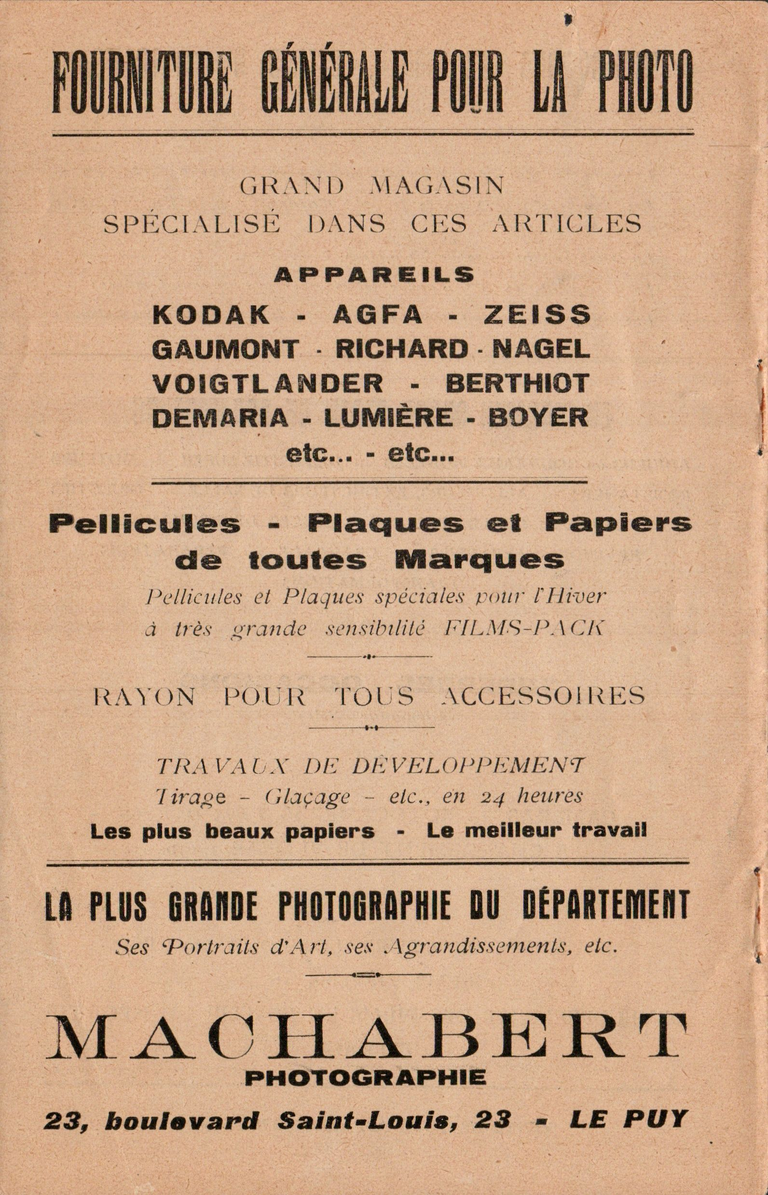 FOURNITURE GÉNÉRALE POUR LA PHOTO
GRAND MAGASIN
SPÉCIALISÉ DANS CES ARTICLES
APPAREILS
KODAK - AGFA - ZEISS
GAUMONT - RICHARD - NAGEL
VOIGTLANDER - BERTHIOT
DEMARIA - LUMIÈRE - BOYER
etc... - etc...
Pellicules - Plaques et Papiers
de toutes Marques
Pellicules et Plaques spéciales pour l'Hiver
à très grande sensibilité FILMS-PACK
RAYON POUR TOUS ACCESSOIRES
TRAVAUX DE DÉVELOPPEMENT
Tirage - Glaçage - etc., en 24 heures
Les plus beaux papiers - Le meilleur travail
LA PLUS GRANDE PHOTOGRAPHIE DU DÉPARTEMENT
Ses Portraits d'Art, ses Agrandissements, etc.
MACHABERT
PHOTOGRAPHIE
23, boulevard Saint-Louis, 23 - LE PUY